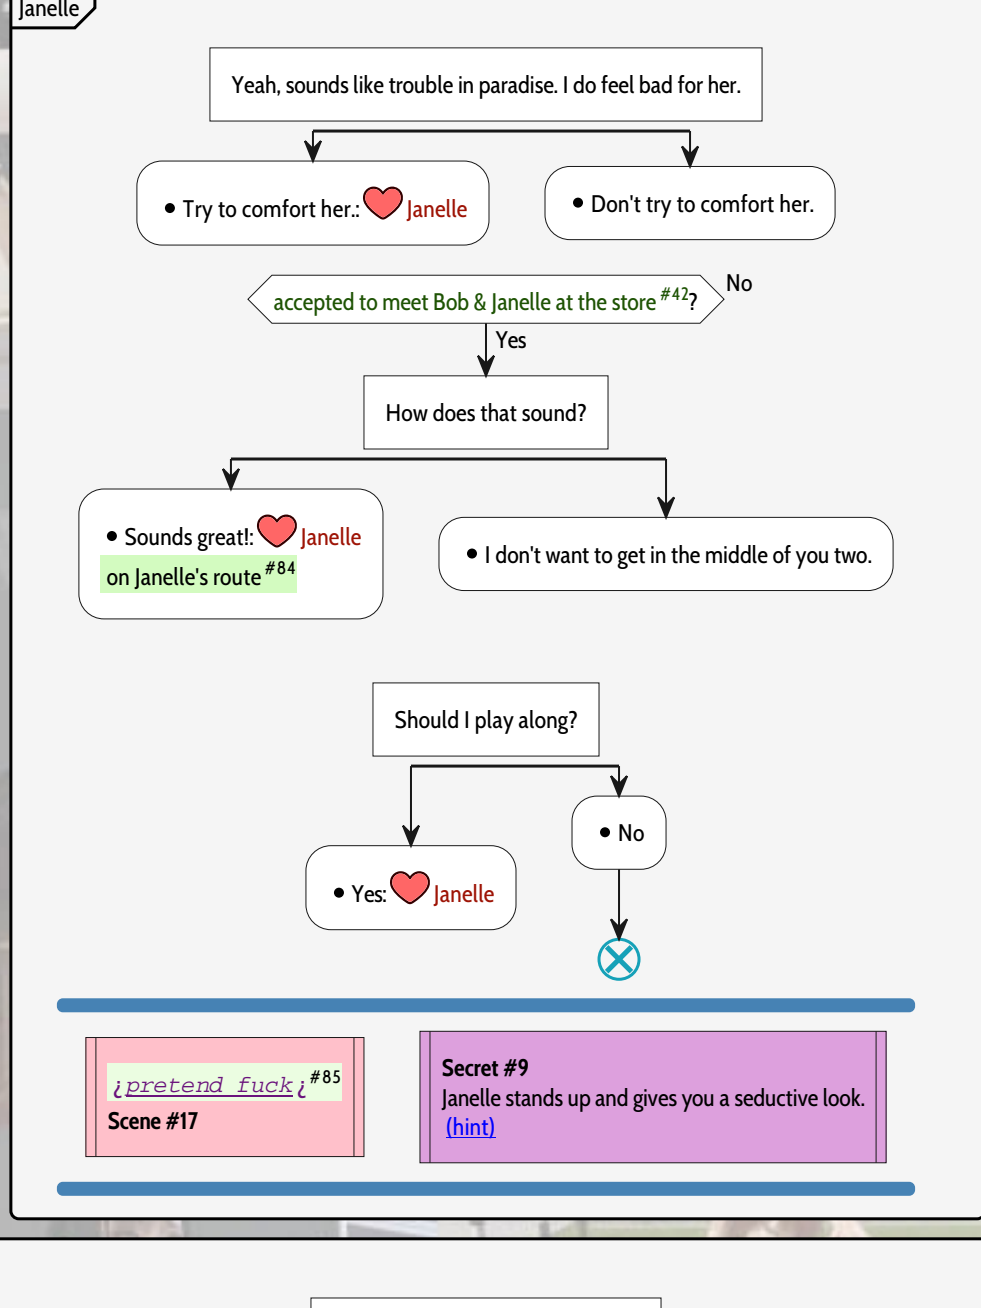 Janelle
Yeah, sounds like trouble in paradise. I do feel bad for her.
• Try to comfort her.: Janelle
• Don't try to comfort her.
accepted to meet Bob & Janelle at the store #42?
No
Yes
How does that sound?
• Sounds great!: Janelle
on Janelle's route #84
• I don't want to get in the middle of you two.
Should I play along?
• No
• Yes: Janelle
¿pretend fuck¿ #85
Scene #17
Secret #9
Janelle stands up and gives you a seductive look.
(hint)